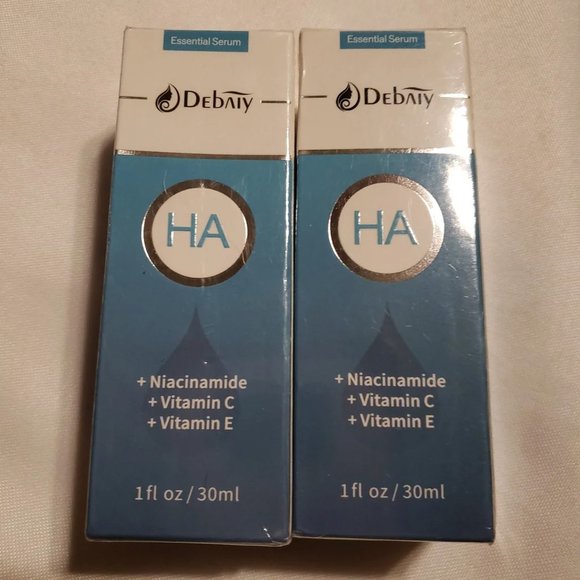 Essential Serum
Debaiy
HA
+ Niacinamide
+ Vitamin C
+ Vitamin E
1fl oz / 30ml
Essential Serum
Debaiy
HA
+ Niacinamide
+ Vitamin C
+ Vitamin E
1fl oz / 30ml